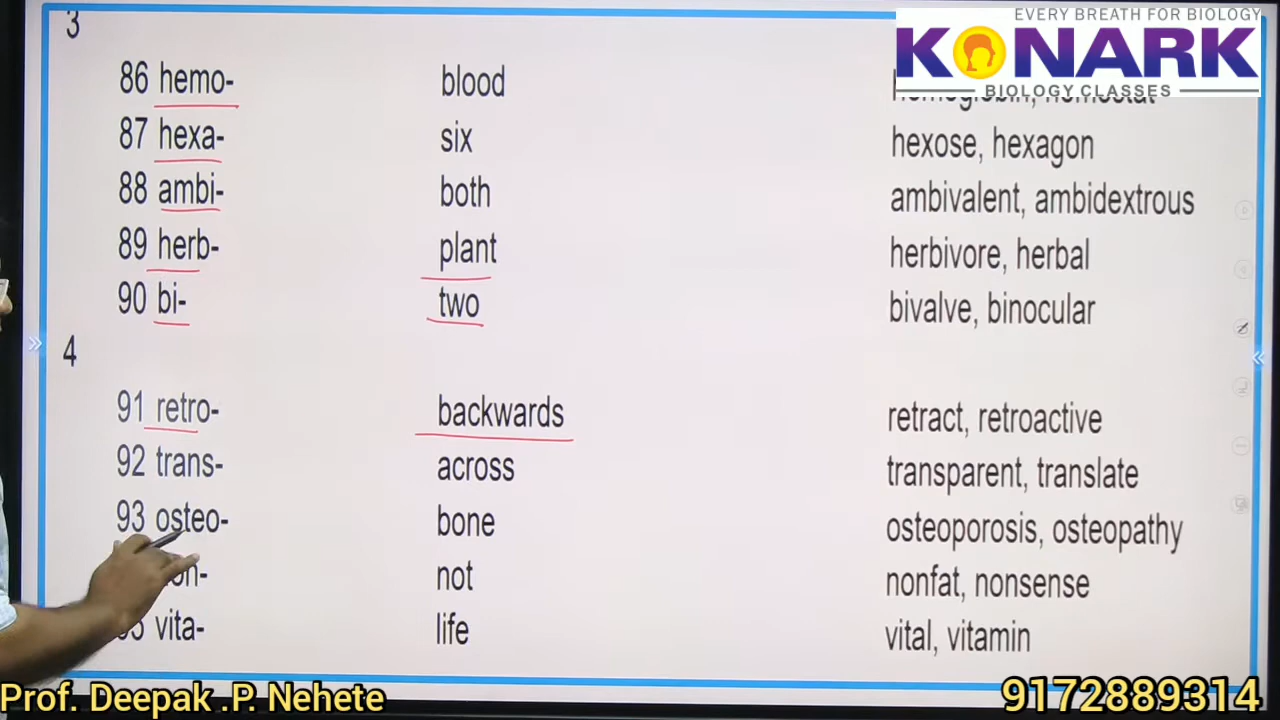 EVERY BREATH FOR BIOLOGY
KONARK
BIOLOGY CLASSES
3
86 hemo- blood
87 hexa- six hexose, hexagon
88 ambi- both ambivalent, ambidextrous
89 herb- plant herbivore, herbal
90 bi- two bivalve, binocular
4
91 retro- backwards retract, retroactive
92 trans- across transparent, translate
93 osteo- bone osteoporosis, osteopathy
not nonfat, nonsense
vita- life vital, vitamin
Prof. Deepak .P. Nehete 9172889314